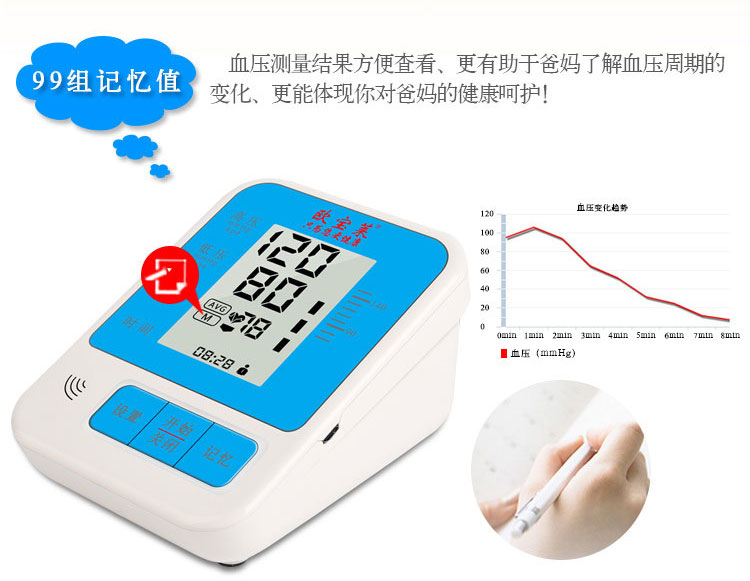 99组记忆值
血压测量结果方便查看、更有助于爸妈了解血压周期的
变化、更能体现你对爸妈的健康呵护!
欧宝莱
高压
低压
时间
120
80
AVG
M
78
08:28
设置
开始
关闭
记忆
血压变化趋势
120
100
80
60
40
20
0
0min 1min 2min 3min 4min 5min 6min 7min 8min
血压 (mmHg)